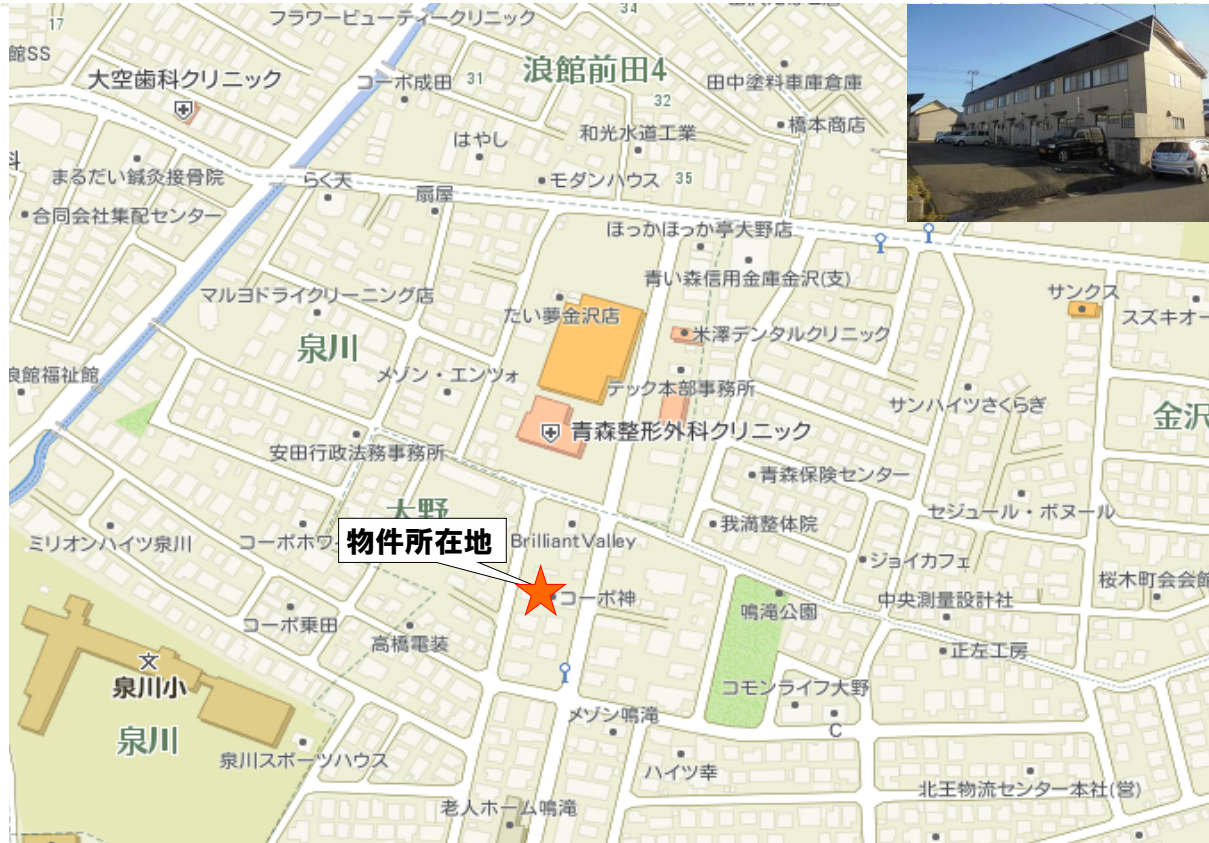 17
フラワービューティークリニック
34
館SS
大空歯科クリニック
コーポ成田
31
浪館前田4
田中塗料車庫倉庫
32
はやし
和光水道工業
橋本商店
まるだい鍼灸接骨院
らく天
モダンハウス
35
扇屋
合同会社集配センター
ほっかほっか亭大野店
青い森信用金庫金沢(支)
マルヨドライクリーニング店
たい夢金沢店
サンクス
スズキオー
米澤デンタルクリニック
泉川
浪館福祉館
メゾン・エンツォ
テック本部事務所
サンハイツさくらぎ
金沢
青森整形外科クリニック
安田行政法務事務所
青森保険センター
大野
セジュール・ボヌール
我満整体院
ミリオンハイツ泉川
コーポホワ
物件所在地
BrilliantValley
ジョイカフェ
桜木町会会館
コーポ神
鳴滝公園
中央測量設計社
コーポ乗田
高橋電装
正左工房
文
泉川小
コモンライフ大野
メゾン鳴滝
C
泉川
泉川スポーツハウス
ハイツ幸
北王物流センター本社(営)
老人ホーム鳴滝